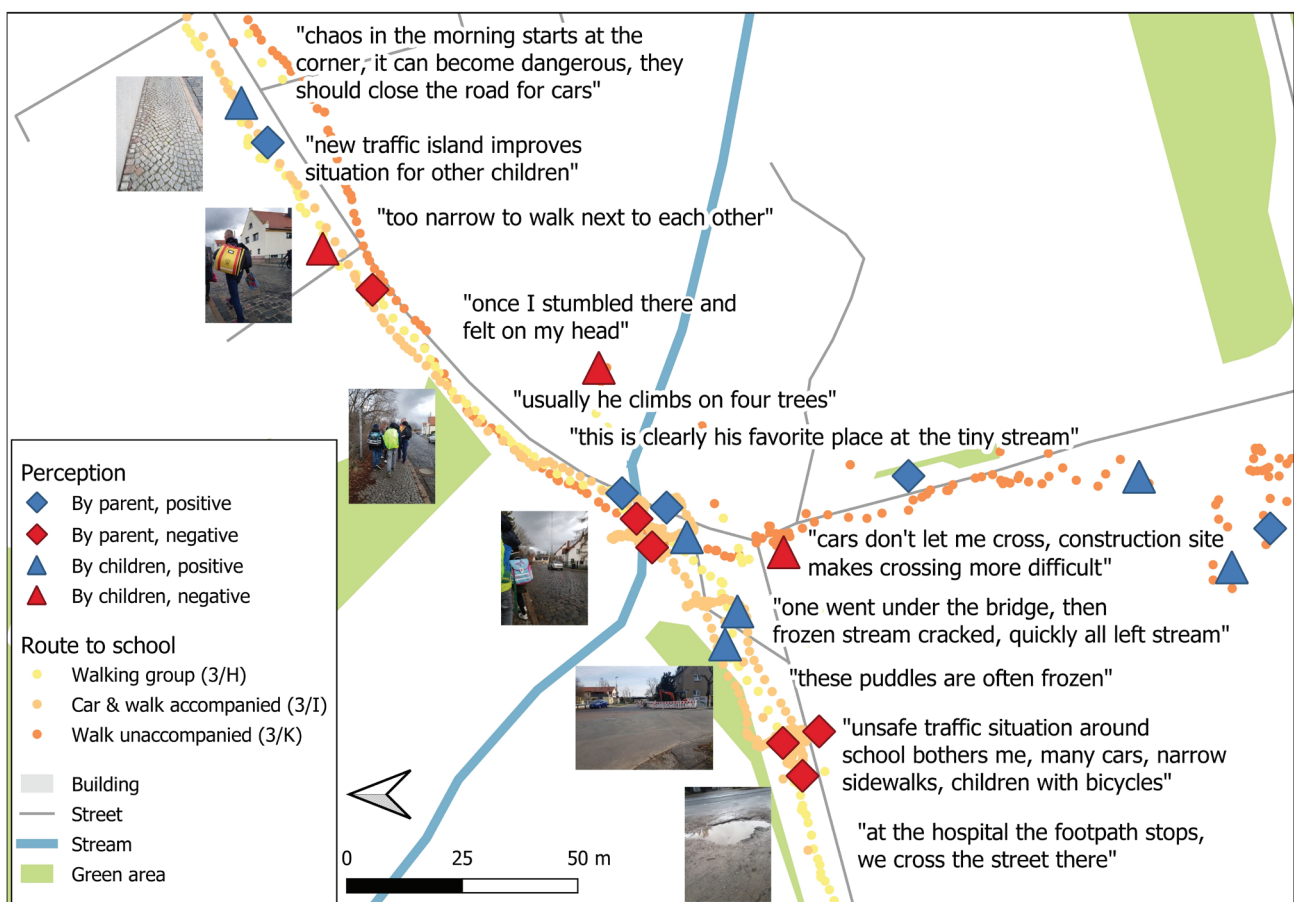 "chaos in the morning starts at the
corner, it can become dangerous, they
should close the road for cars"
"new traffic island improves
situation for other children"
"too narrow to walk next to each other"
"once I stumbled there and
felt on my head"
"usually he climbs on four trees"
"this is clearly his favorite place at the tiny stream"
"cars don't let me cross, construction site
makes crossing more difficult"
"one went under the bridge, then
frozen stream cracked, quickly all left stream"
"these puddles are often frozen"
"unsafe traffic situation around
school bothers me, many cars, narrow
sidewalks, children with bicycles"
"at the hospital the footpath stops,
we cross the street there"
Perception
By parent, positive
By parent, negative
By children, positive
By children, negative
Route to school
Walking group (3/H)
Car & walk accompanied (3/I)
Walk unaccompanied (3/K)
Building
Street
Stream
Green area
0 25 50 m